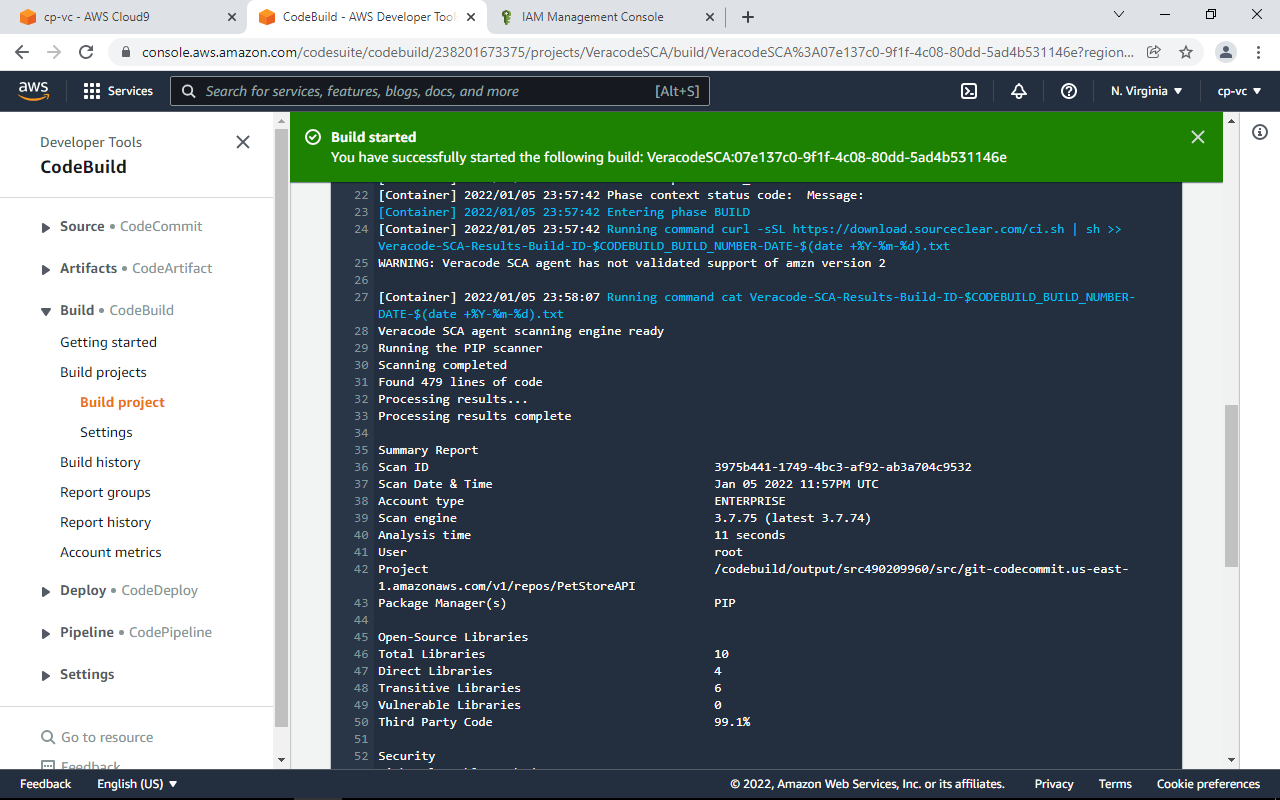 cp-vc - AWS Cloud9
CodeBuild - AWS Developer Tool
IAM Management Console
console.aws.amazon.com/codesuite/codebuild/238201673375/projects/VeracodeSCA/build/VeracodeSCA%3A07e137c0-9f1f-4c08-80dd-5ad4b531146e?region...
aws
Services
Search for services, features, blogs, docs, and more
[Alt+S]
N. Virginia
cp-vc
Developer Tools
CodeBuild
Source • CodeCommit
Artifacts • CodeArtifact
Build • CodeBuild
Getting started
Build projects
Build project
Settings
Build history
Report groups
Report history
Account metrics
Deploy • CodeDeploy
Pipeline • CodePipeline
Settings
Go to resource
Feedback
Build started
You have successfully started the following build: VeracodeSCA:07e137c0-9f1f-4c08-80dd-5ad4b531146e
22 [Container] 2022/01/05 23:57:42 Phase context status code:  Message:
23 [Container] 2022/01/05 23:57:42 Entering phase BUILD
24 [Container] 2022/01/05 23:57:42 Running command curl -sSL https://download.sourceclear.com/ci.sh | sh >>
Veracode-SCA-Results-Build-ID-$CODEBUILD_BUILD_NUMBER-DATE-$(date +%Y-%m-%d).txt
25 WARNING: Veracode SCA agent has not validated support of amzn version 2
26
27 [Container] 2022/01/05 23:58:07 Running command cat Veracode-SCA-Results-Build-ID-$CODEBUILD_BUILD_NUMBER-
DATE-$(date +%Y-%m-%d).txt
28 Veracode SCA agent scanning engine ready
29 Running the PIP scanner
30 Scanning completed
31 Found 479 lines of code
32 Processing results...
33 Processing results complete
34
35 Summary Report
36 Scan ID 3975b441-1749-4bc3-af92-ab3a704c9532
37 Scan Date & Time Jan 05 2022 11:57PM UTC
38 Account type ENTERPRISE
39 Scan engine 3.7.75 (latest 3.7.74)
40 Analysis time 11 seconds
41 User root
42 Project /codebuild/output/src490209960/src/git-codecommit.us-east-
1.amazonaws.com/v1/repos/PetStoreAPI
43 Package Manager(s) PIP
44
45 Open-Source Libraries
46 Total Libraries 10
47 Direct Libraries 4
48 Transitive Libraries 6
49 Vulnerable Libraries 0
50 Third Party Code 99.1%
51
52 Security
Feedback
English (US)
© 2022, Amazon Web Services, Inc. or its affiliates.
Privacy
Terms
Cookie preferences